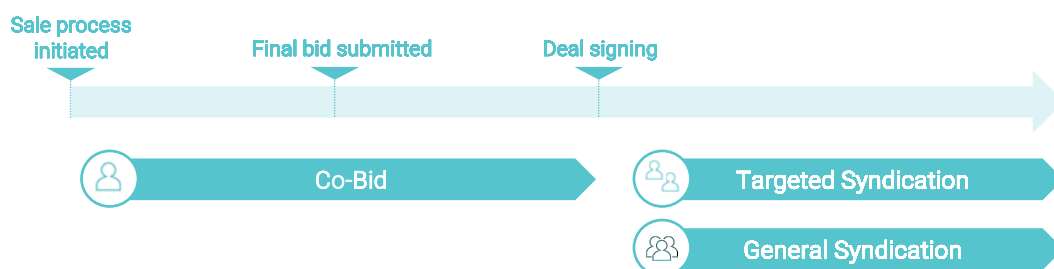 Sale process
initiated
Final bid submitted
Deal signing
Co-Bid
Targeted Syndication
General Syndication